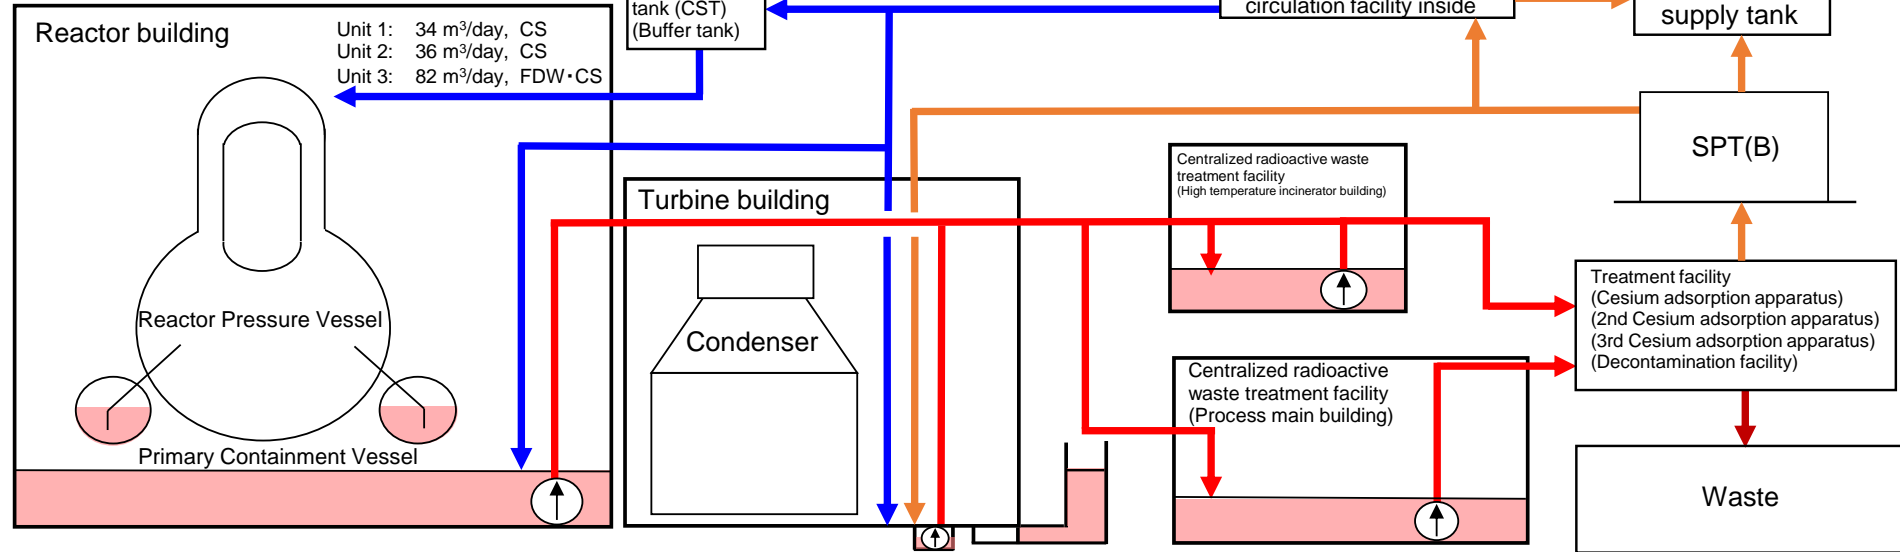 Reactor building
Unit 1: 34 m³/day, CS
Unit 2: 36 m³/day, CS
Unit 3: 82 m³/day, FDW・CS
tank (CST)
(Buffer tank)
circulation facility inside
supply tank
SPT(B)
Centralized radioactive waste
treatment facility
(High temperature incinerator building)
Turbine building
Condenser
Reactor Pressure Vessel
Primary Containment Vessel
Treatment facility
(Cesium adsorption apparatus)
(2nd Cesium adsorption apparatus)
(3rd Cesium adsorption apparatus)
(Decontamination facility)
Centralized radioactive
waste treatment facility
(Process main building)
Waste